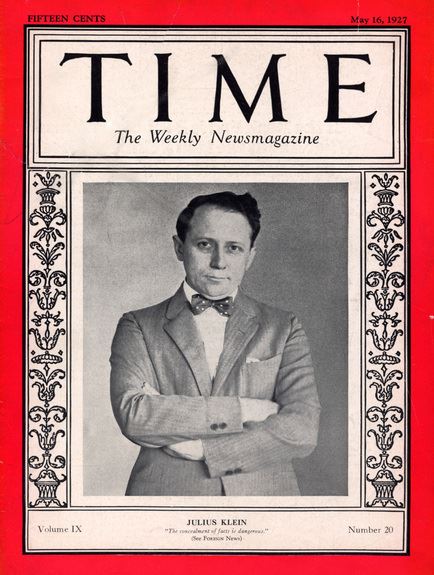 FIFTEEN CENTS May 16, 1927
TIME
The Weekly Newsmagazine
JULIUS KLEIN
"The concealment of facts is dangerous."
Volume IX (See FOREIGN NEWS) Number 20